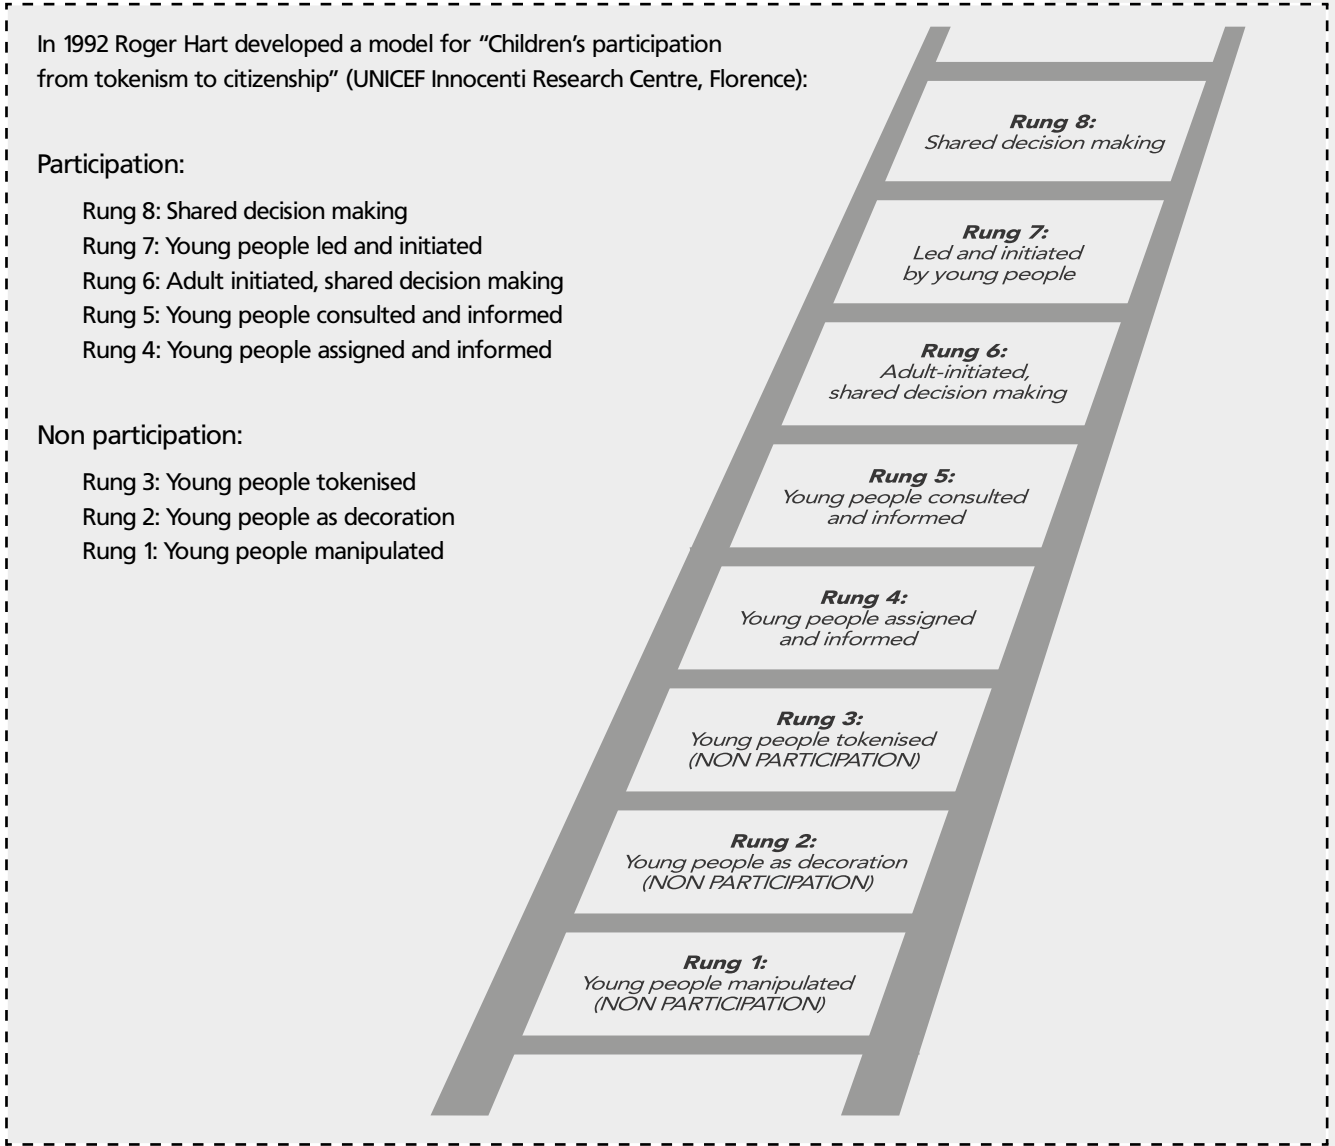 In 1992 Roger Hart developed a model for “Children’s participation
from tokenism to citizenship” (UNICEF Innocenti Research Centre, Florence):
Participation:
Rung 8: Shared decision making
Rung 7: Young people led and initiated
Rung 6: Adult initiated, shared decision making
Rung 5: Young people consulted and informed
Rung 4: Young people assigned and informed
Non participation:
Rung 3: Young people tokenised
Rung 2: Young people as decoration
Rung 1: Young people manipulated
Rung 8:
Shared decision making
Rung 7:
Led and initiated
by young people
Rung 6:
Adult-initiated,
shared decision making
Rung 5:
Young people consulted
and informed
Rung 4:
Young people assigned
and informed
Rung 3:
Young people tokenised
(NON PARTICIPATION)
Rung 2:
Young people as decoration
(NON PARTICIPATION)
Rung 1:
Young people manipulated
(NON PARTICIPATION)